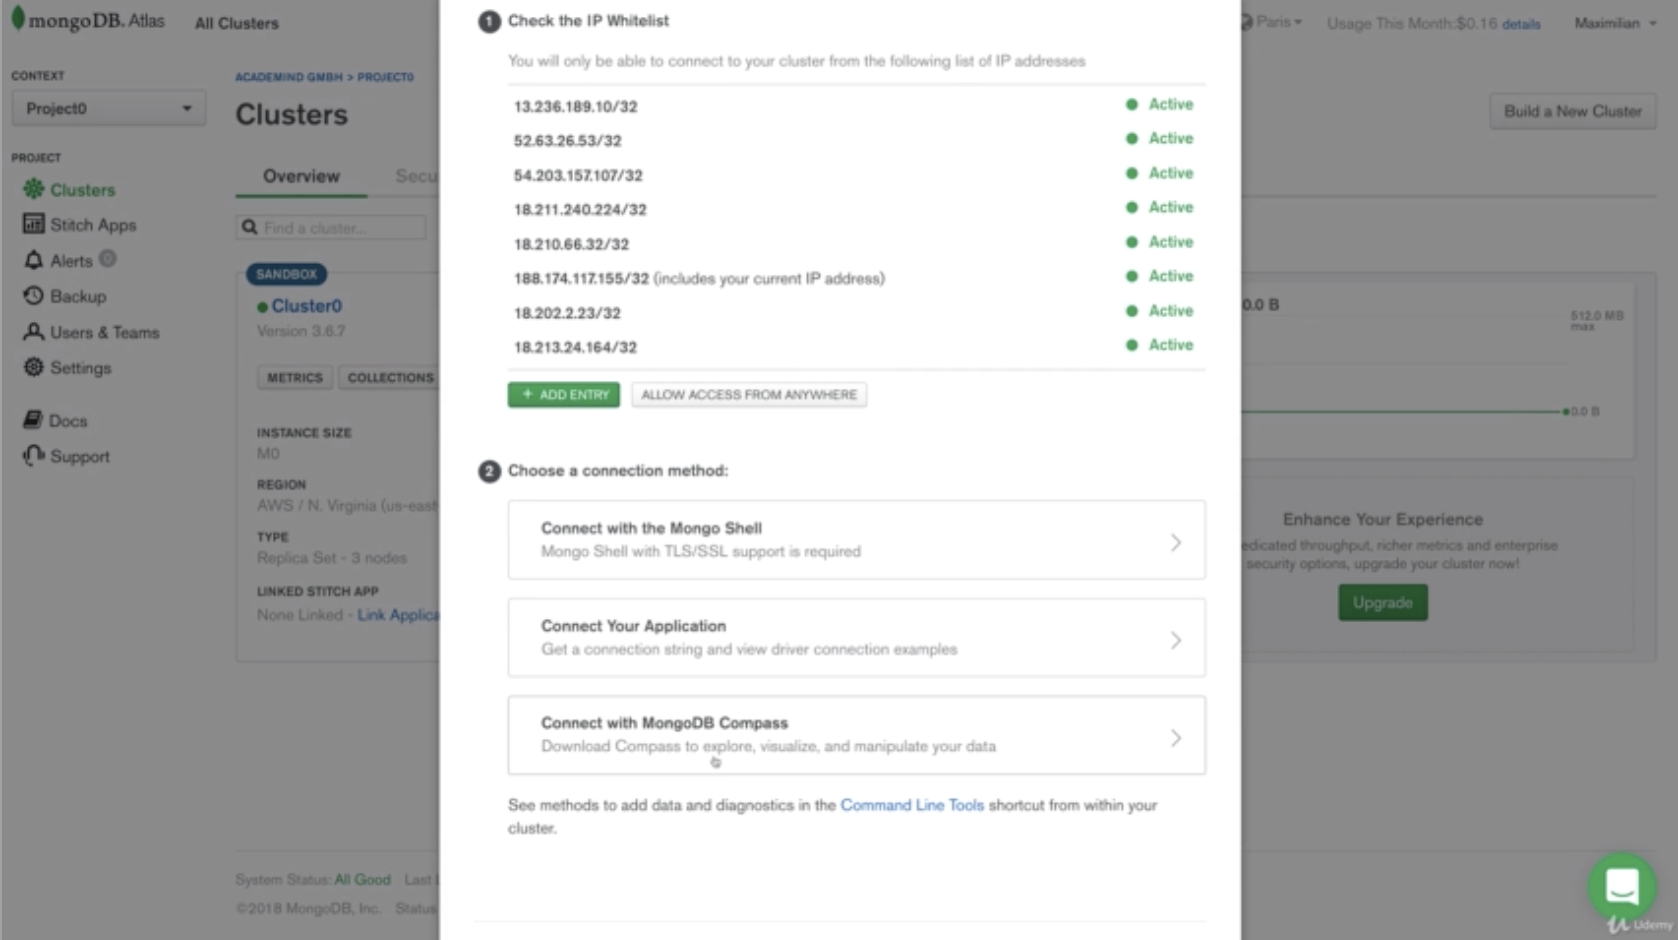 mongoDB. Atlas
All Clusters
Paris
Usage This Month:$0.16 details
Maximilian
CONTEXT
Project0
PROJECT
Clusters
Stitch Apps
Alerts 0
Backup
Users & Teams
Settings
Docs
Support
ACADEMIND GMBH > PROJECT0
Clusters
Build a New Cluster
Overview
Find a cluster...
SANDBOX
Cluster0
Version 3.6.7
METRICS
COLLECTIONS
INSTANCE SIZE
M0
REGION
AWS / N. Virginia (us-east-
TYPE
Replica Set - 3 nodes
LINKED STITCH APP
None Linked - Link Applica
1 Check the IP Whitelist
You will only be able to connect to your cluster from the following list of IP addresses
13.236.189.10/32 Active
52.63.26.53/32 Active
54.203.157.107/32 Active
18.211.240.224/32 Active
18.210.66.32/32 Active
188.174.117.155/32 (includes your current IP address) Active
18.202.2.23/32 Active
18.213.24.164/32 Active
+ ADD ENTRY
ALLOW ACCESS FROM ANYWHERE
2 Choose a connection method:
Connect with the Mongo Shell
Mongo Shell with TLS/SSL support is required
Connect Your Application
Get a connection string and view driver connection examples
Connect with MongoDB Compass
Download Compass to explore, visualize, and manipulate your data
See methods to add data and diagnostics in the Command Line Tools shortcut from within your
cluster.
0.0 B
512.0 MB
max
0.0 B
Enhance Your Experience
edicated throughput, richer metrics and enterprise
security options, upgrade your cluster now!
Upgrade
System Status: All Good
©2018 MongoDB, Inc.
Status
Udemy